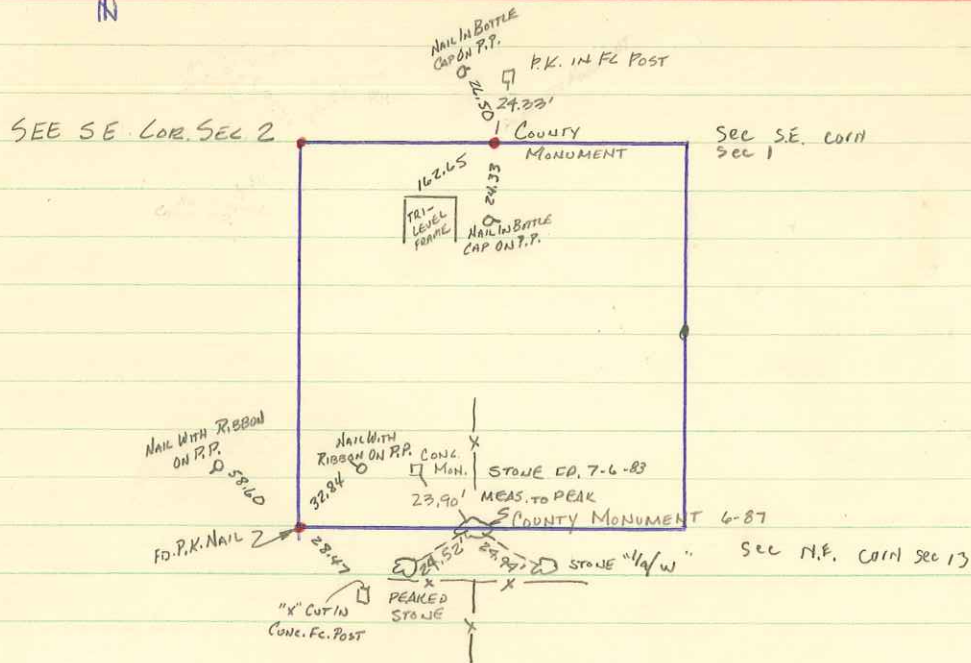 N
NAIL IN BOTTLE
CAP ON P.P.
26.50
P.K. IN FC POST
24.33'
SEE S.E. COR. SEC 2
COUNTY
MONUMENT
See S.E. corn
Sec 1
162.65
24.33
TRI-
LEVEL
FRAME
NAIL IN BOTTLE
CAP ON P.P.
NAIL WITH RIBBON
ON P.P.
58.60
NAIL WITH
RIBBON ON P.P.
32.84
CONC.
MON.
23.90'
STONE FD. 7-6-83
MEAS. TO PEAK
COUNTY MONUMENT 6-87
FD. P.K. NAIL
28.47
24.52'
24.94'
STONE "1/4/W"
See N.E. corn Sec 13
X
X
X
X
PEAKED
STONE
"X" CUT IN
CONC. FC. POST